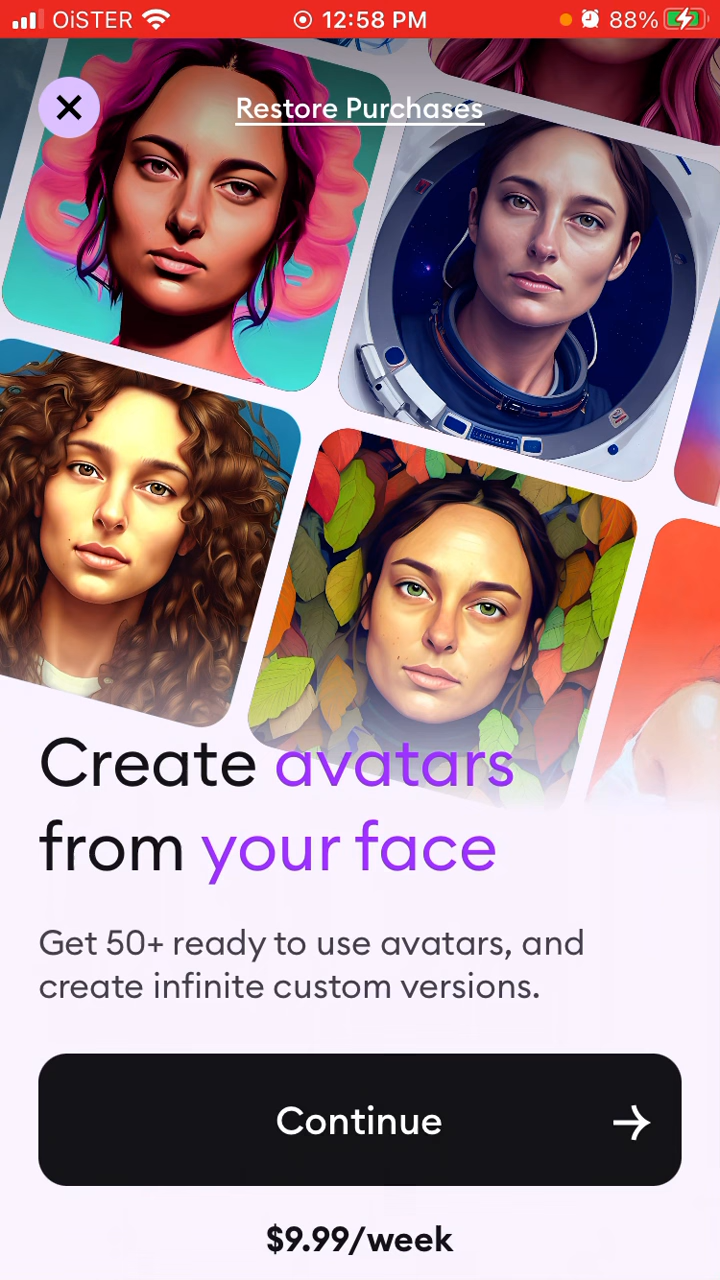 OiSTER 12:58 PM 88%
Restore Purchases
Create avatars
from your face
Get 50+ ready to use avatars, and
create infinite custom versions.
Continue
$9.99/week